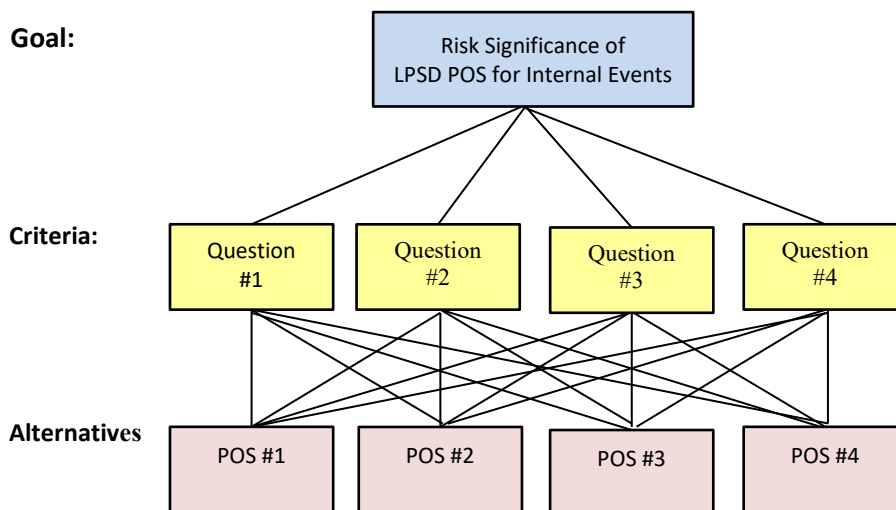 Goal:
Risk Significance of
LPSD POS for Internal Events
Criteria:
Question
#1
Question
#2
Question
#3
Question
#4
Alternatives
POS #1
POS #2
POS #3
POS #4